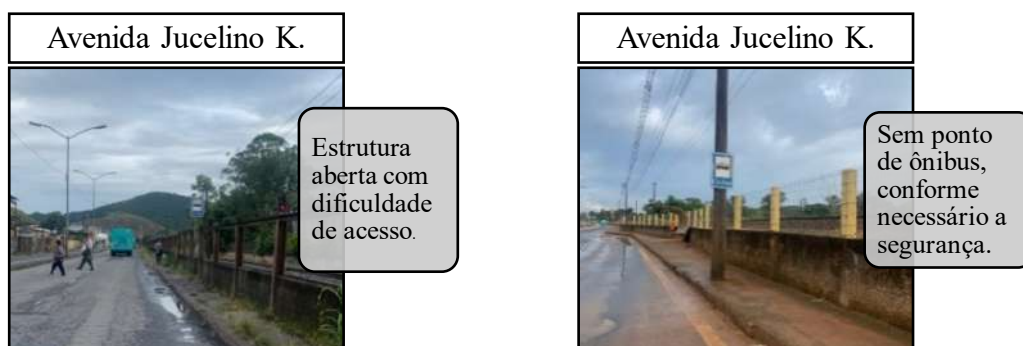 Avenida Jucelino K.
Estrutura
aberta com
dificuldade
de acesso.
Avenida Jucelino K.
Sem ponto
de ônibus,
conforme
necessário a
segurança.